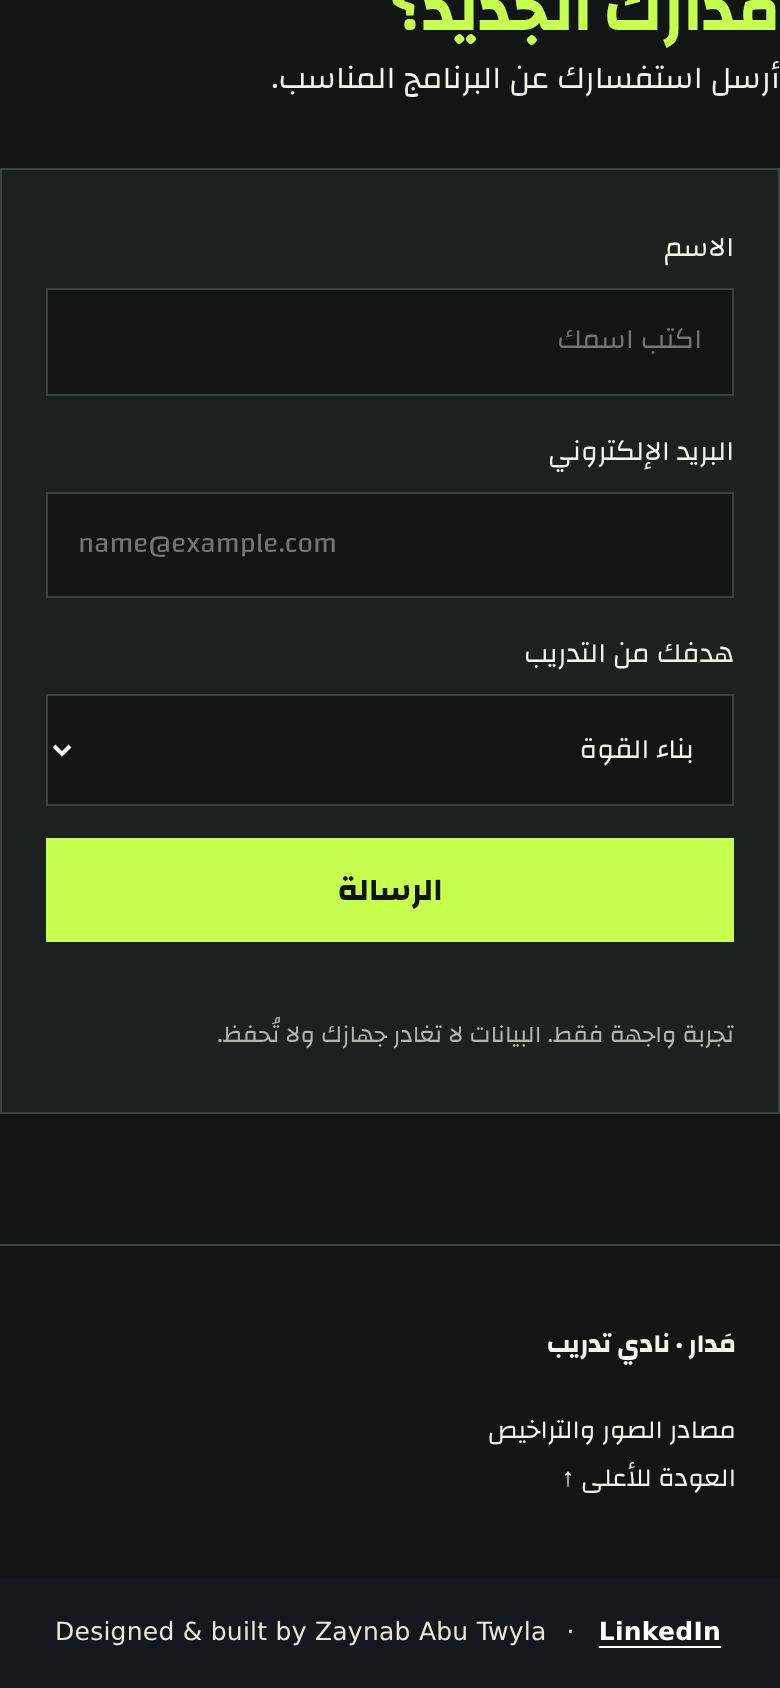 مدارك الجديد؟
أرسل استفسارك عن البرنامج المناسب.
الاسم
اكتب اسمك
البريد الإلكتروني
name@example.com
هدفك من التدريب
بناء القوة
الرسالة
تجربة واجهة فقط. البيانات لا تغادر جهازك ولا تُحفظ.
مَدار · نادي تدريب
مصادر الصور والتراخيص
العودة للأعلى ↑
Designed & built by Zaynab Abu Twyla · LinkedIn